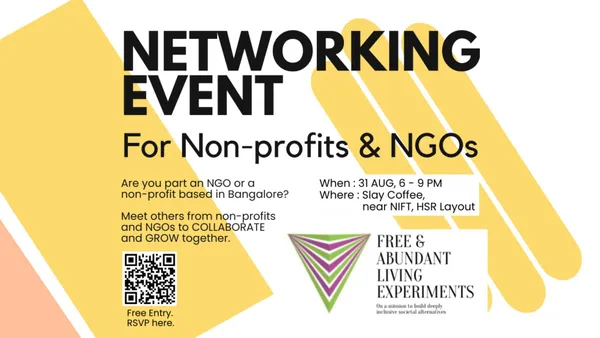 NETWORKING
EVENT
For Non-profits & NGOs
Are you part an NGO or a
non-profit based in Bangalore?
Meet others from non-profits
and NGOs to COLLABORATE
and GROW together.
When : 31 AUG, 6 - 9 PM
Where : Slay Coffee,
near NIFT, HSR Layout
Free Entry.
RSVP here.
FREE &
ABUNDANT
LIVING
EXPERIMENTS
On a mission to build deeply
inclusive societal alternatives